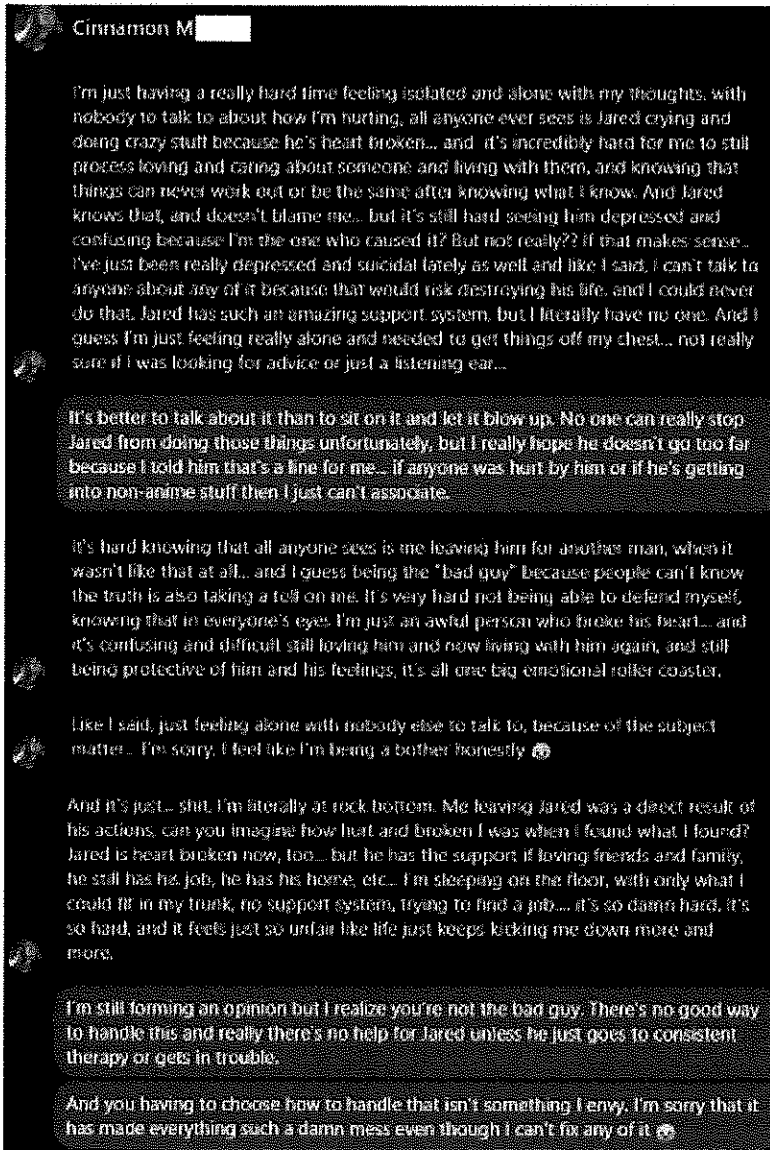 Cinnamon M
I'm just having a really hard time feeling isolated and alone with my thoughts, with
nobody to talk to about how I'm hurting, all anyone ever sees is Jared crying and
doing crazy stuff because he's heart broken... and it's incredibly hard for me to still
process loving and caring about someone and living with them, and knowing that
things can never work out or be the same after knowing what I know. And Jared
knows that, and doesn't blame me... but it's still hard seeing him depressed and
confusing because I'm the one who caused it? But not really?? If that makes sense...
I've just been really depressed and suicidal lately as well and like I said, I can't talk to
anyone about any of it because that would risk destroying his life, and I could never
do that. Jared has such an amazing support system, but I literally have no one. And I
guess I'm just feeling really alone and needed to get things off my chest... not really
sure if I was looking for advice or just a listening ear...
It's better to talk about it than to sit on it and let it blow up. No one can really stop
Jared from doing those things unfortunately, but I really hope he doesn't go too far
because I told him that's a line for me... if anyone was hurt by him or if he's getting
into non-anime stuff then I just can't associate.
It's hard knowing that all anyone sees is me leaving him for another man, when it
wasn't like that at all... and I guess being the "bad guy" because people can't know
the truth is also taking a toll on me. It's very hard not being able to defend myself,
knowing that in everyone's eyes I'm just an awful person who broke his heart... and
it's confusing and difficult still loving him and now living with him again, and still
being protective of him and his feelings, it's all one big emotional roller coaster.
Like I said, just feeling alone with nobody else to talk to, because of the subject
matter... I'm sorry, I feel like I'm being a bother honestly
And it's just... shit, I'm literally at rock bottom. Me leaving Jared was a direct result of
his actions, can you imagine how hurt and broken I was when I found what I found?
Jared is heart broken now, too... but he has the support if loving friends and family,
he still has his job, he has his home, etc... I'm sleeping on the floor, with only what I
could fit in my trunk, no support system, trying to find a job.... it's so damn hard, it's
so hard, and it feels just so unfair like life just keeps kicking me down more and
more.
I'm still forming an opinion but I realize you're not the bad guy. There's no good way
to handle this and really there's no help for Jared unless he just goes to consistent
therapy or gets in trouble.
And you having to choose how to handle that isn't something I envy. I'm sorry that it
has made everything such a damn mess even though I can't fix any of it